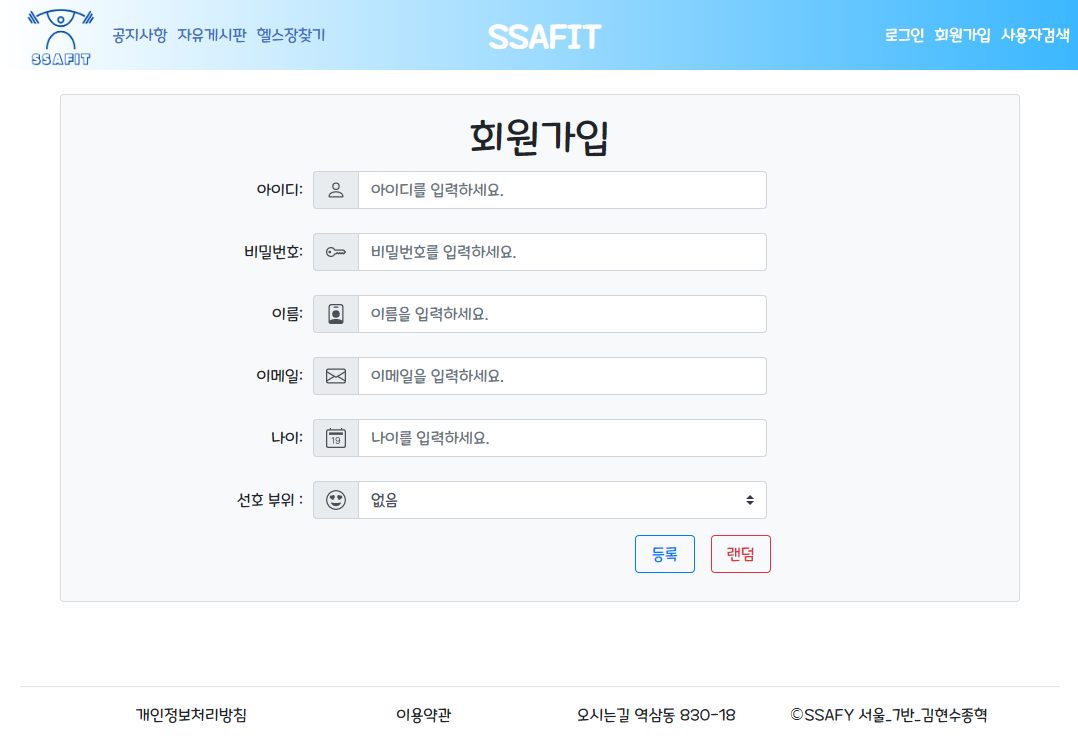 SSAFIT
공지사항 자유게시판 헬스장찾기
SSAFIT
로그인 회원가입 사용자검색
회원가입
아이디: 아이디를 입력하세요.
비밀번호: 비밀번호를 입력하세요.
이름: 이름을 입력하세요.
이메일: 이메일을 입력하세요.
나이: 19 나이를 입력하세요.
선호 부위 : 없음
등록 랜덤
개인정보처리방침 이용약관 오시는길 역삼동 830-18 ©SSAFY 서울_7반_김현수종혁